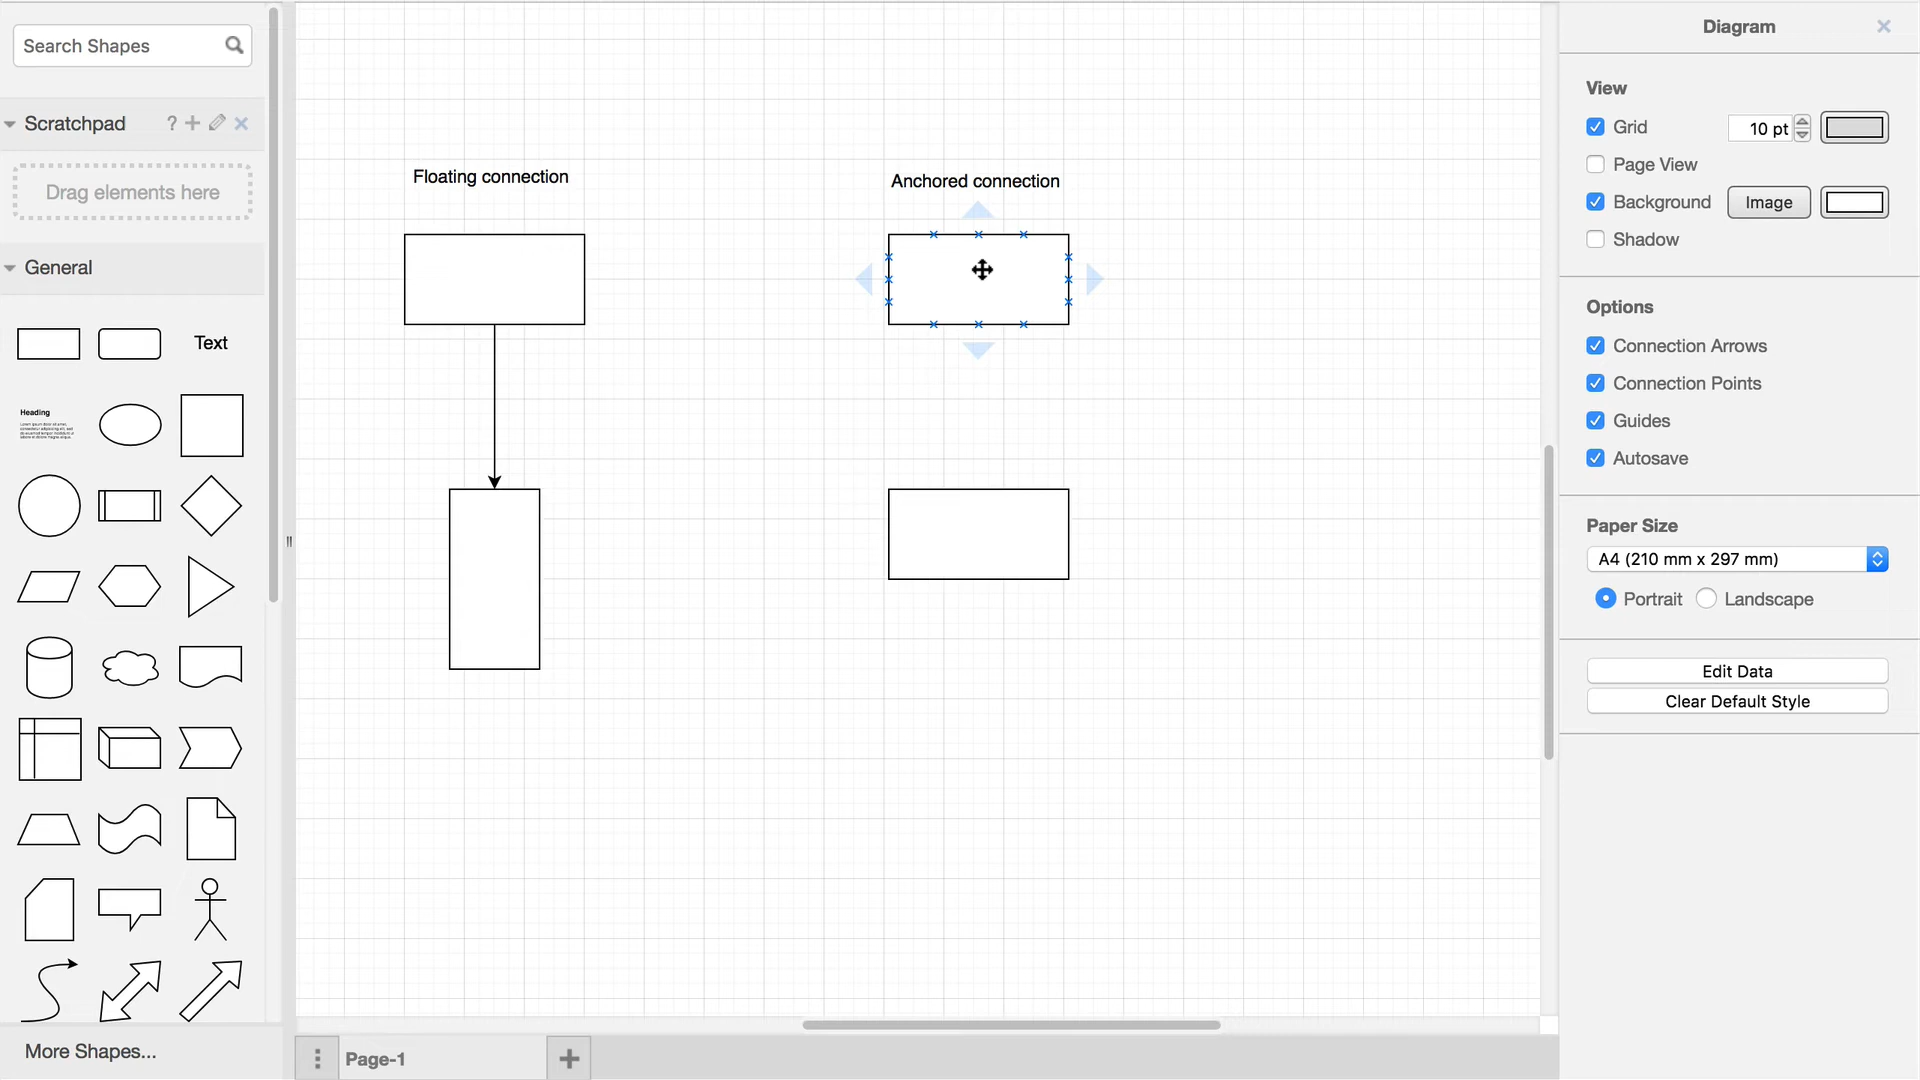 Search Shapes
Scratchpad
?
Drag elements here
General
Text
Heading
More Shapes...
Floating connection
Anchored connection
Page-1
Diagram
View
Grid
10 pt
Page View
Background
Image
Shadow
Options
Connection Arrows
Connection Points
Guides
Autosave
Paper Size
A4 (210 mm x 297 mm)
Portrait
Landscape
Edit Data
Clear Default Style